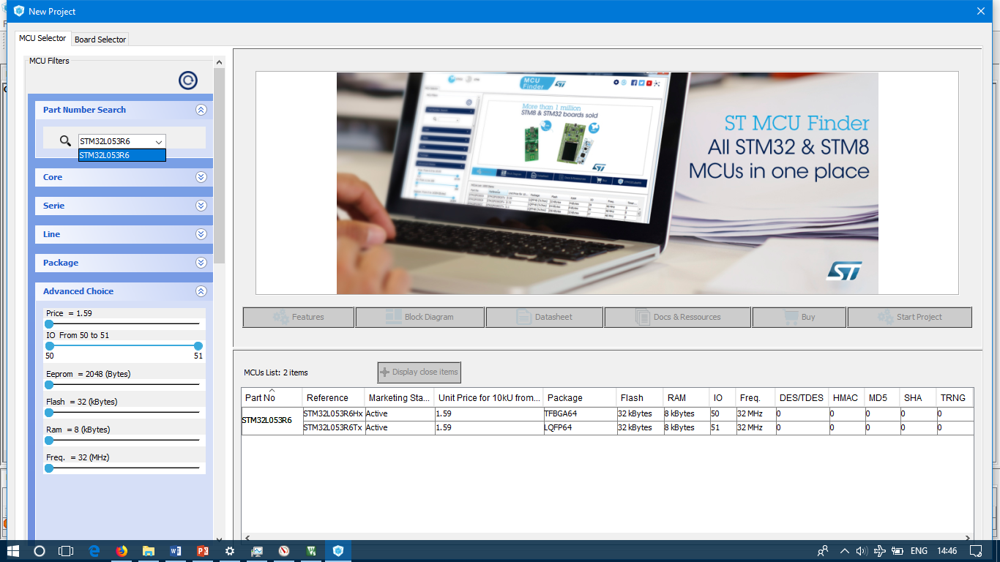 New Project
MCU Selector Board Selector
MCU Filters
Part Number Search
STM32L053R6
STM32L053R6
Core
Serie
Line
Package
Advanced Choice
Price = 1.59
IO From 50 to 51
50 51
Eeprom = 2048 (Bytes)
Flash = 32 (kBytes)
Ram = 8 (kBytes)
Freq. = 32 (MHz)
MCU Finder
More than 1 million
STM8 & STM32 boards sold
ST MCU Finder
All STM32 & STM8
MCUs in one place
ST
Features Block Diagram Datasheet Docs & Ressources Buy Start Project
MCUs List: 2 items Display close items
Part No Reference Marketing Sta... Unit Price for 10kU from... Package Flash RAM IO Freq. DES/TDES HMAC MD5 SHA TRNG
STM32L053R6
STM32L053R6Hx Active 1.59 TFBGA64 32 kBytes 8 kBytes 50 32 MHz 0 0 0 0 0
STM32L053R6Tx Active 1.59 LQFP64 32 kBytes 8 kBytes 51 32 MHz 0 0 0 0 0
ENG 14:46